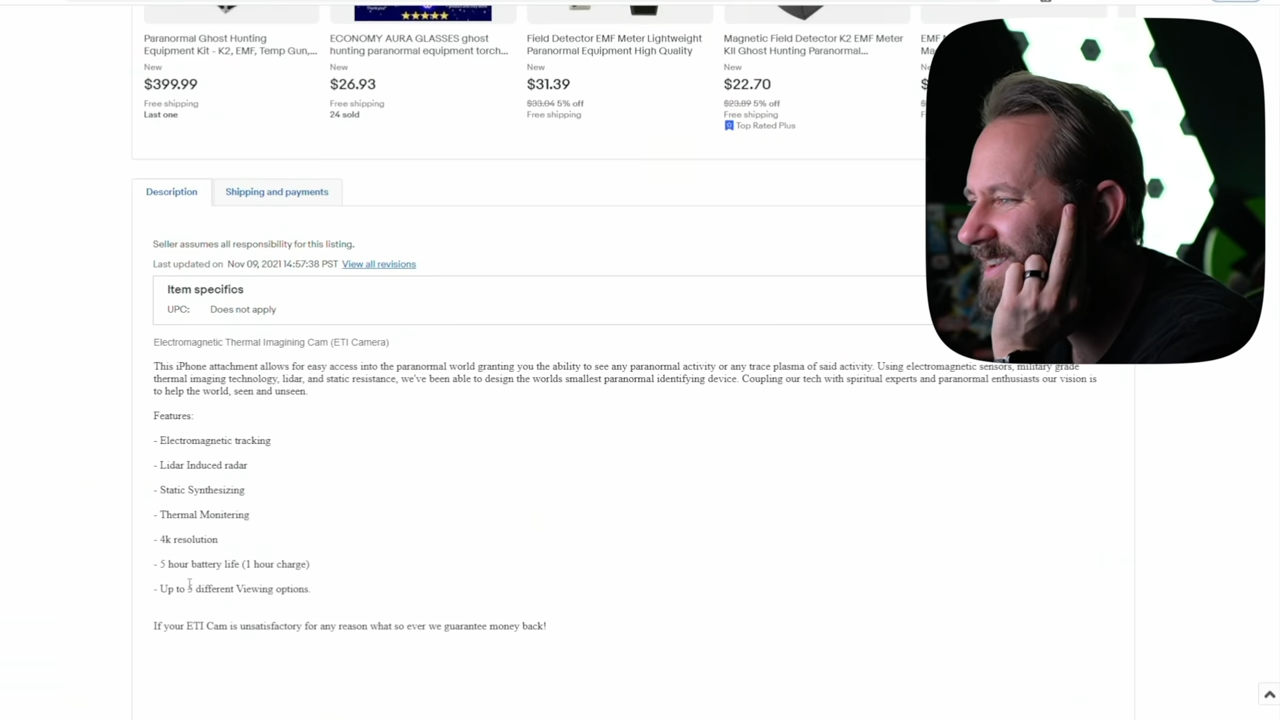 Paranormal Ghost Hunting
Equipment Kit - K2, EMF, Temp Gun,...
New
$399.99
Free shipping
Last one
ECONOMY AURA GLASSES ghost
hunting paranormal equipment torch...
New
$26.93
Free shipping
24 sold
Field Detector EMF Meter Lightweight
Paranormal Equipment High Quality
New
$31.39
$33.04 5% off
Free shipping
Magnetic Field Detector K2 EMF Meter
KII Ghost Hunting Paranormal...
New
$22.70
$23.89 5% off
Free shipping
Top Rated Plus
Description
Shipping and payments
Seller assumes all responsibility for this listing.
Last updated on Nov 09, 2021 14:57:38 PST View all revisions
Item specifics
UPC: Does not apply
Electromagnetic Thermal Imagining Cam (ETI Camera)
This iPhone attachment allows for easy access into the paranormal world granting you the ability to see any paranormal activity or any trace plasma of said activity. Using electromagnetic sensors, military grade
thermal imaging technology, lidar, and static resistance, we've been able to design the worlds smallest paranormal identifying device. Coupling our tech with spiritual experts and paranormal enthusiasts our vision is
to help the world, seen and unseen.
Features:
- Electromagnetic tracking
- Lidar Induced radar
- Static Synthesizing
- Thermal Monitering
- 4k resolution
- 5 hour battery life (1 hour charge)
- Up to 5 different Viewing options.
If your ETI Cam is unsatisfactory for any reason what so ever we guarantee money back!